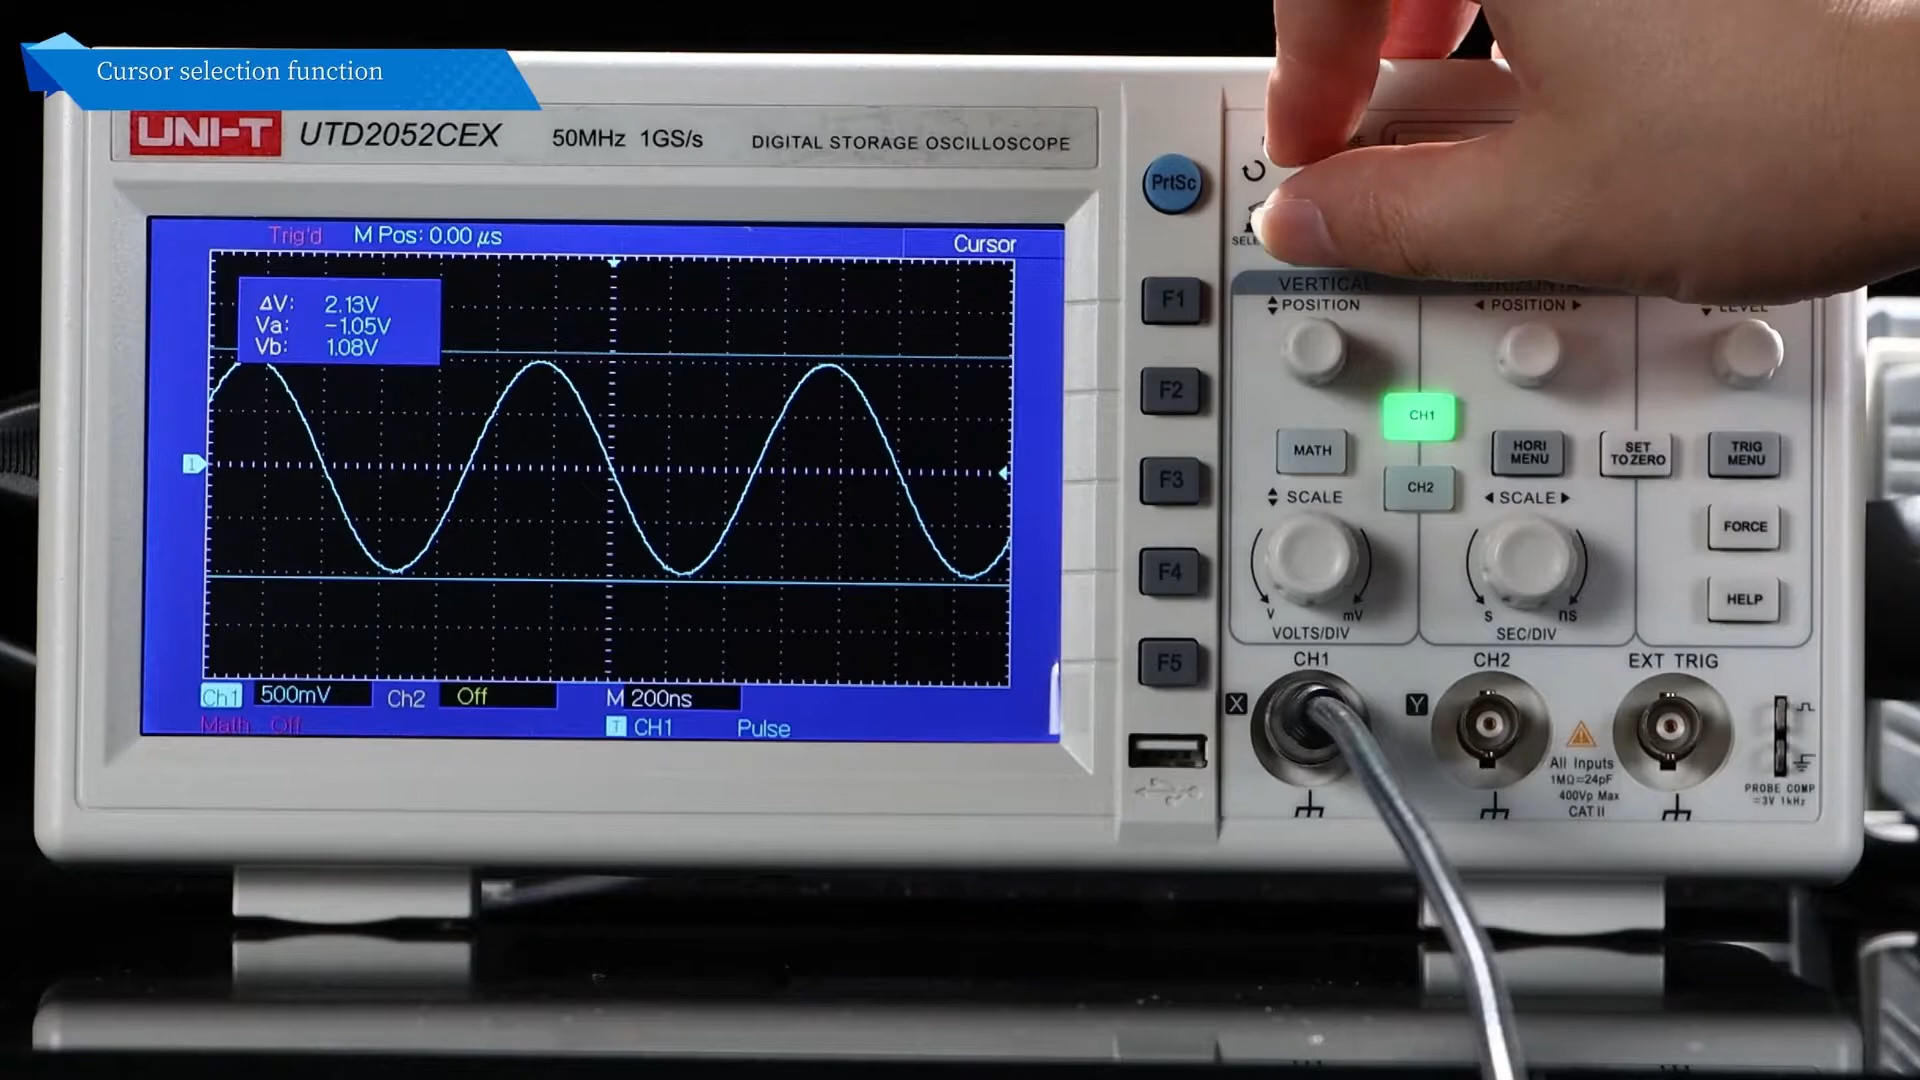 Cursor selection function
UNI-T UTD2052CEX 50MHz 1GS/s DIGITAL STORAGE OSCILLOSCOPE
PrtSc
Trig'd M Pos: 0.00 μs Cursor
ΔV: 2.13V
Va: -1.05V
Vb: 1.08V
1
Ch1 500mV Ch2 Off M 200ns
Math Off T CH1 Pulse
F1
F2
F3
F4
F5
VERTICAL
POSITION POSITION LEVEL
CH1
MATH HORI MENU SET TO ZERO TRIG MENU
CH2
SCALE SCALE
FORCE
HELP
V mV s ns
VOLTS/DIV SEC/DIV
CH1 CH2 EXT TRIG
X Y
All Inputs
1MΩ=24pF
400Vp Max
CAT II
PROBE COMP
=3V 1kHz